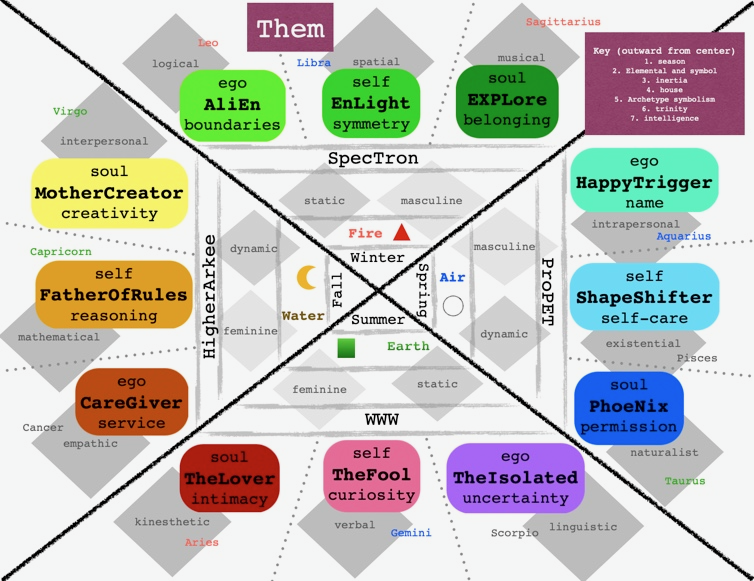 Them
Key (outward from center)
1. season
2. Elemental and symbol
3. inertia
4. house
5. Archetype symbolism
6. trinity
7. intelligence
Leo
logical
ego
AliEn
boundaries
Libra
spatial
self
EnLight
symmetry
Sagittarius
musical
soul
EXPLore
belonging
Virgo
interpersonal
soul
MotherCreator
creativity
Capricorn
self
FatherOfRules
reasoning
mathematical
ego
CareGiver
service
Cancer
empathic
ego
HappyTrigger
name
intrapersonal
Aquarius
self
ShapeShifter
self-care
existential
Pisces
soul
PhoeNix
permission
naturalist
Taurus
SpecTron
static
masculine
Fire
Winter
HigherArkee
dynamic
feminine
Water
Fall
Spring
Air
masculine
dynamic
ProPET
Summer
Earth
feminine
static
WWW
soul
TheLover
intimacy
kinesthetic
Aries
self
TheFool
curiosity
verbal
Gemini
ego
TheIsolated
uncertainty
Scorpio
linguistic